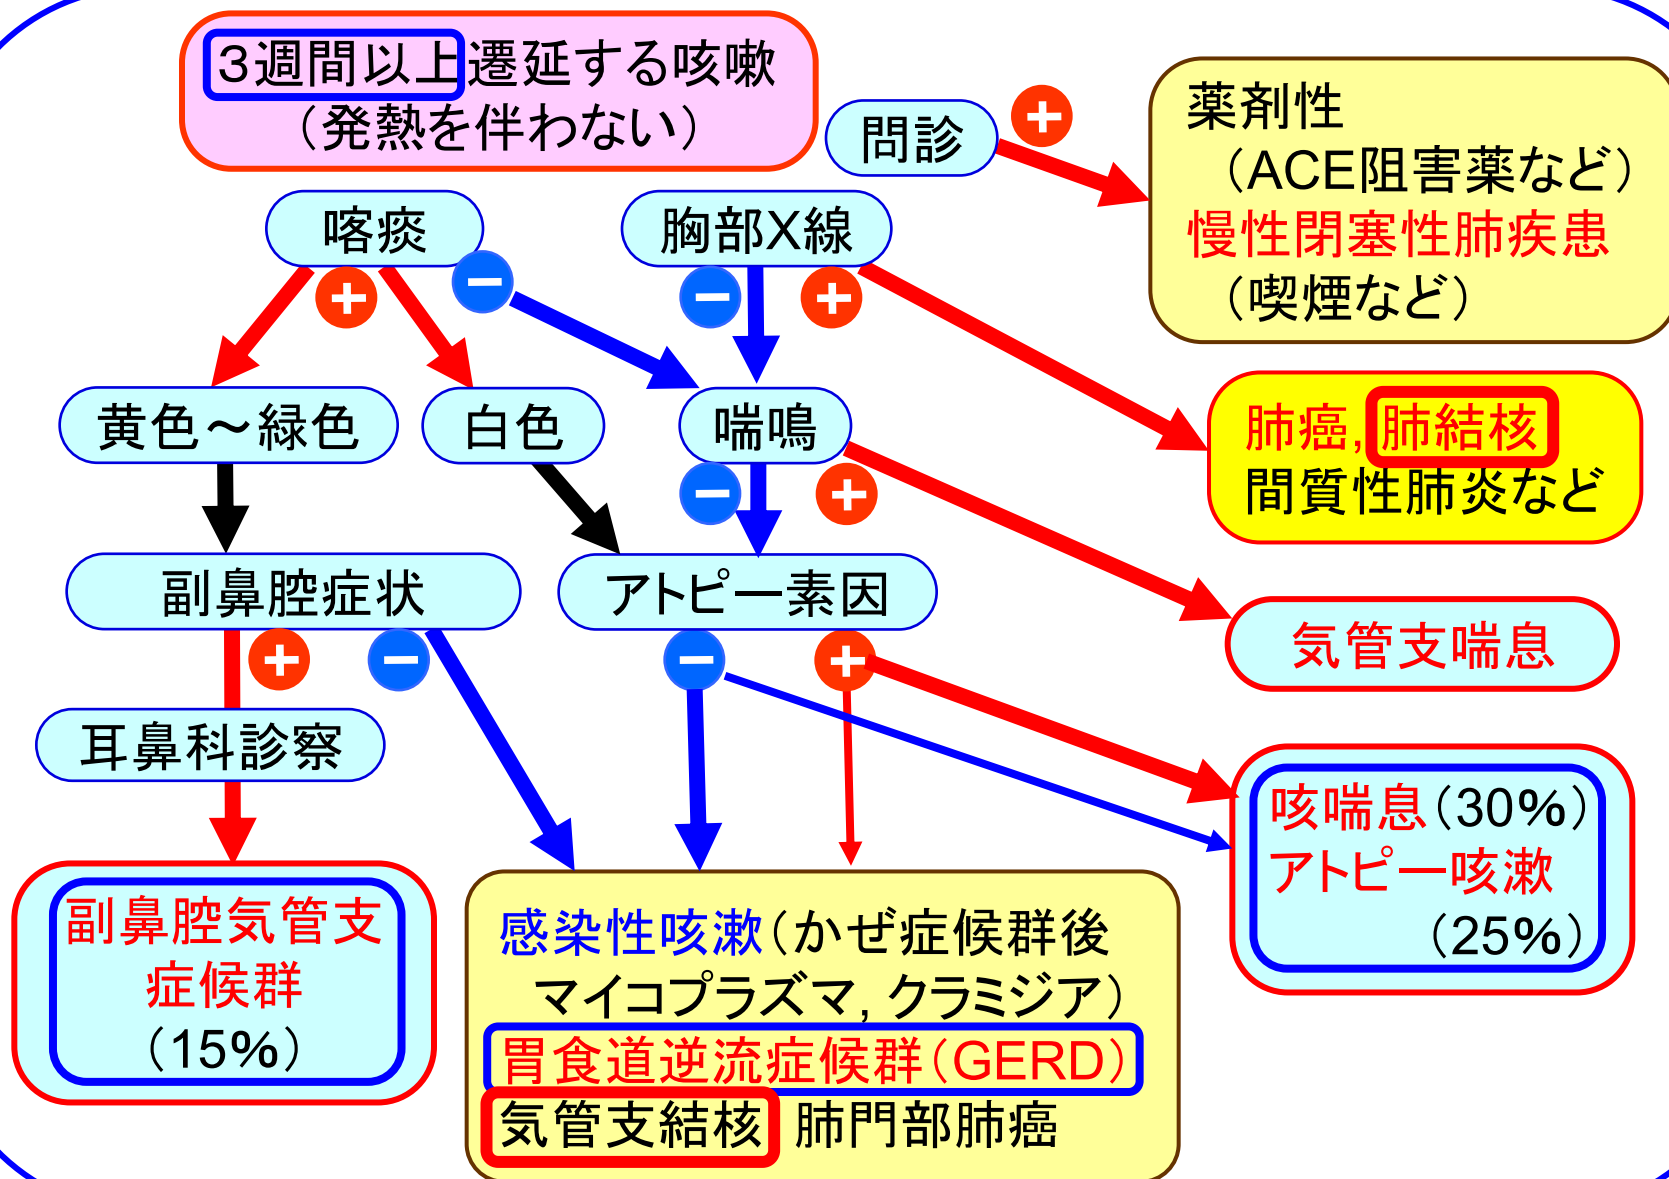 ３週間以上遷延する咳嗽
（発熱を伴わない）
問診
＋
薬剤性
（ACE阻害薬など）
慢性閉塞性肺疾患
（喫煙など）
喀痰
胸部X線
＋
−
−
＋
黄色〜緑色
白色
喘鳴
肺癌, 肺結核
間質性肺炎など
−
＋
副鼻腔症状
アトピー素因
気管支喘息
＋
−
−
＋
耳鼻科診察
咳喘息（30%）
アトピー咳漱
（25%）
副鼻腔気管支
症候群
（15%）
感染性咳漱（かぜ症候群後
マイコプラズマ, クラミジア）
胃食道逆流症候群（GERD）
気管支結核 肺門部肺癌